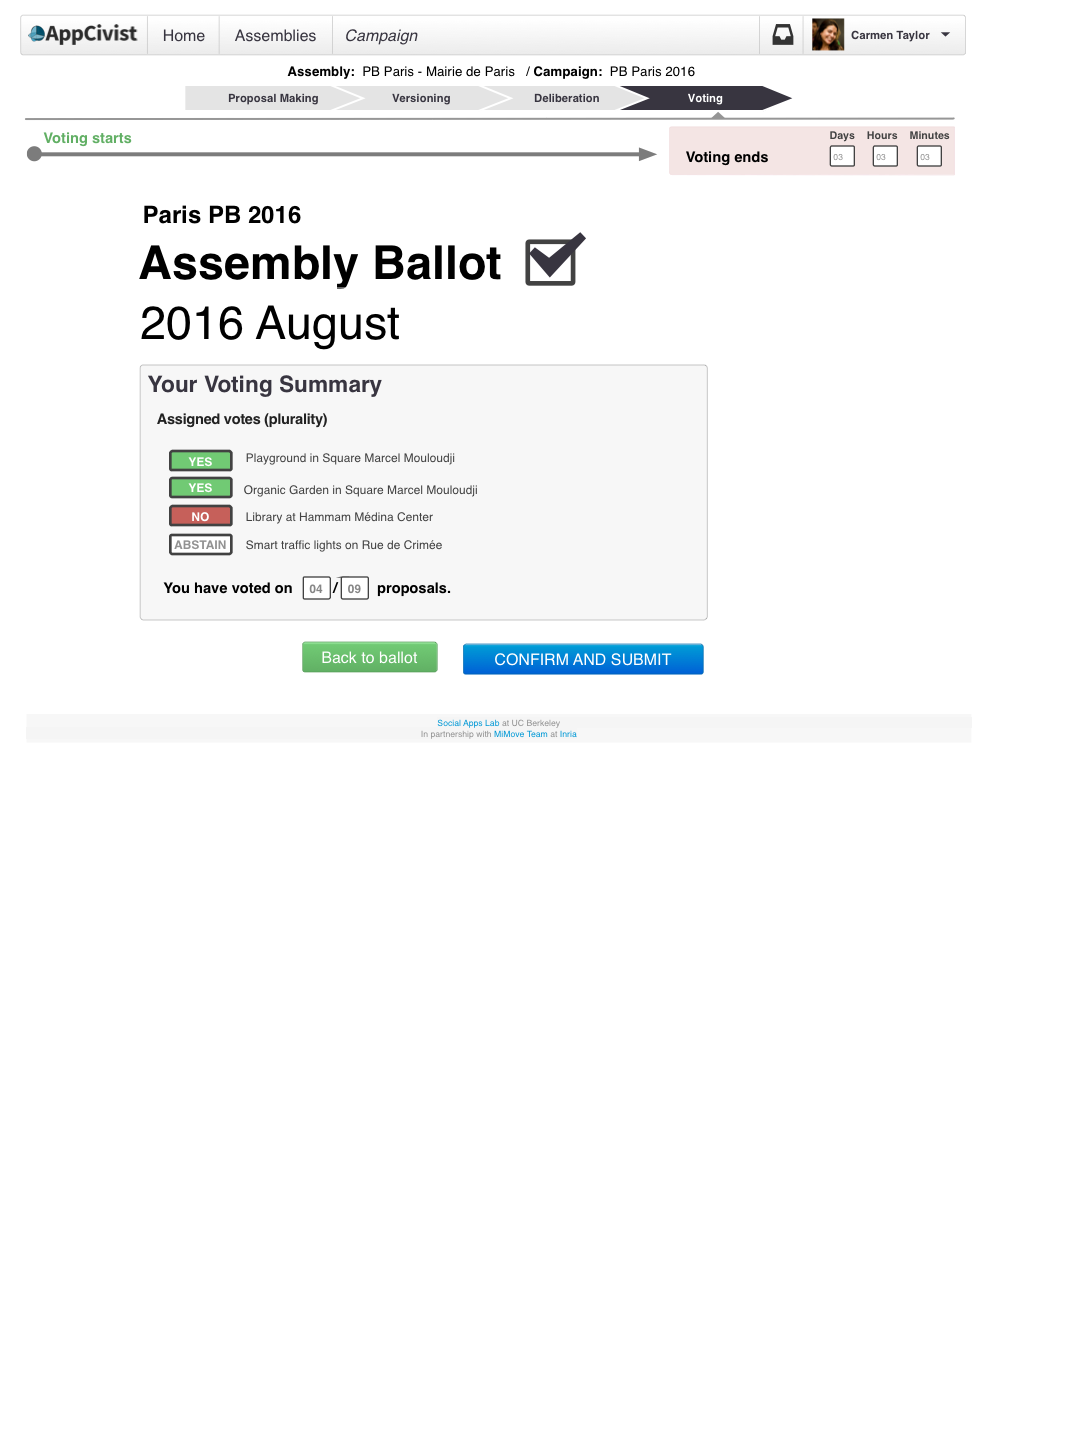 AppCivist Home Assemblies Campaign Carmen Taylor
Assembly: PB Paris - Mairie de Paris / Campaign: PB Paris 2016
Proposal Making Versioning Deliberation Voting
Voting starts
Days Hours Minutes
Voting ends 03 03 03
Paris PB 2016
Assembly Ballot
2016 August
Your Voting Summary
Assigned votes (plurality)
YES Playground in Square Marcel Mouloudji
YES Organic Garden in Square Marcel Mouloudji
NO Library at Hammam Médina Center
ABSTAIN Smart traffic lights on Rue de Crimée
You have voted on 04 / 09 proposals.
Back to ballot CONFIRM AND SUBMIT
Social Apps Lab at UC Berkeley
In partnership with MiMove Team at Inria